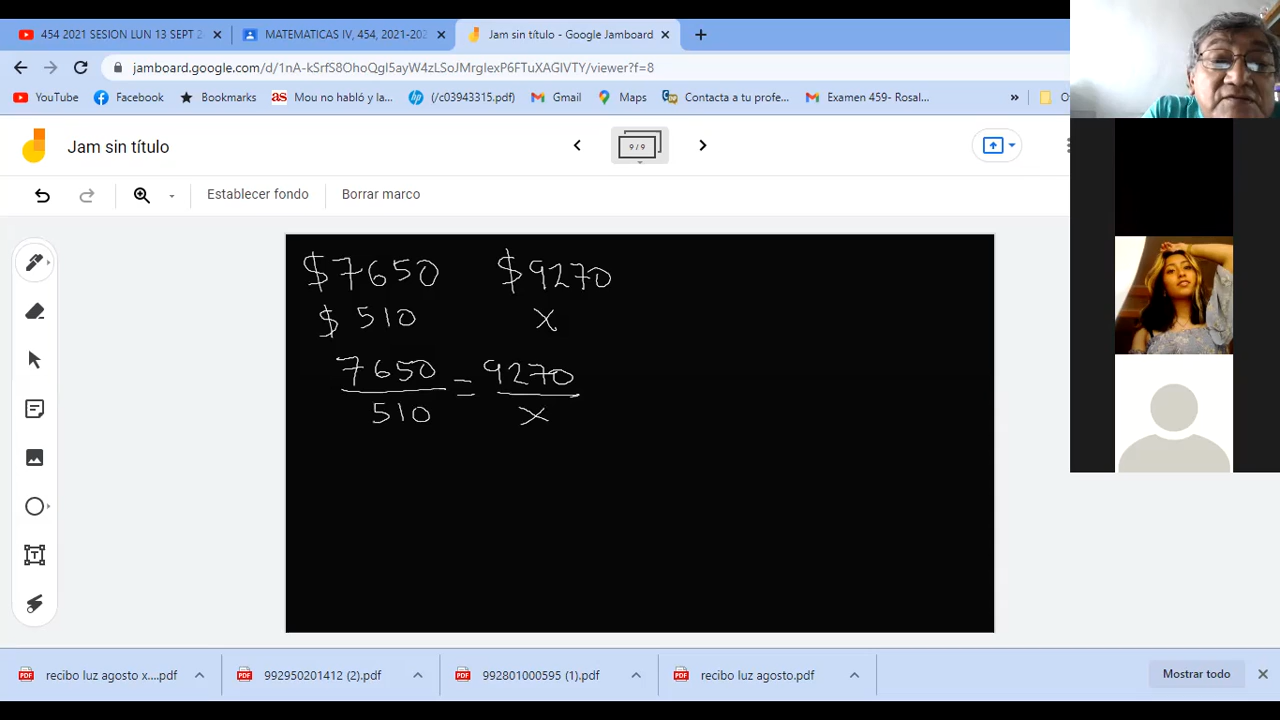 454 2021 SESION LUN 13 SEPT 2
MATEMATICAS IV, 454, 2021-202
Jam sin título - Google Jamboard
jamboard.google.com/d/1nA-kSrfS8OhoQgI5ayW4zLSoJMrglexP6FTuXAGIVTY/viewer?f=8
YouTube Facebook Bookmarks as Mou no habló y la... (/c03943315.pdf) Gmail Maps Contacta a tu profe... Examen 459- Rosal... » O
Jam sin título
9 / 9
Establecer fondo Borrar marco
$7650 $9270
$ 510 x
7650 = 9270
510 x
recibo luz agosto x....pdf 992950201412 (2).pdf 992801000595 (1).pdf recibo luz agosto.pdf Mostrar todo